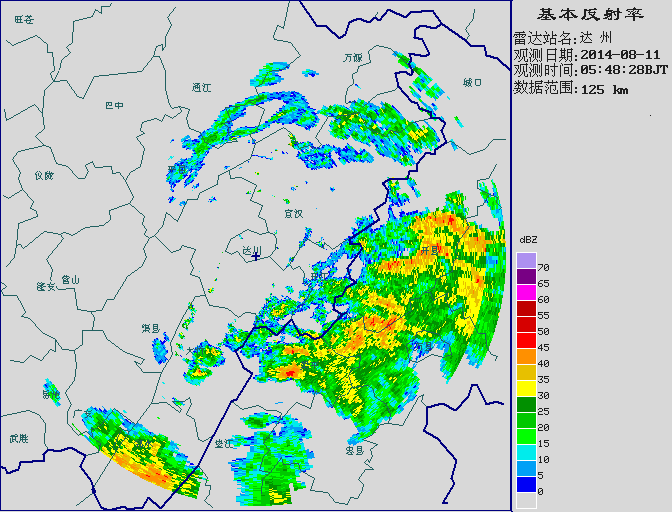 基本反射率
雷达站名:达 州
观测日期:2014-08-11
观测时间:05:48:28BJT
数据范围:125 km
旺苍
万源
城口
通江
巴中
仪陇
宣汉
达川
开县
营山
蓬安
渠县
武胜
垫江
忠县
dBZ
70
65
60
55
50
45
40
35
30
25
20
15
10
5
0